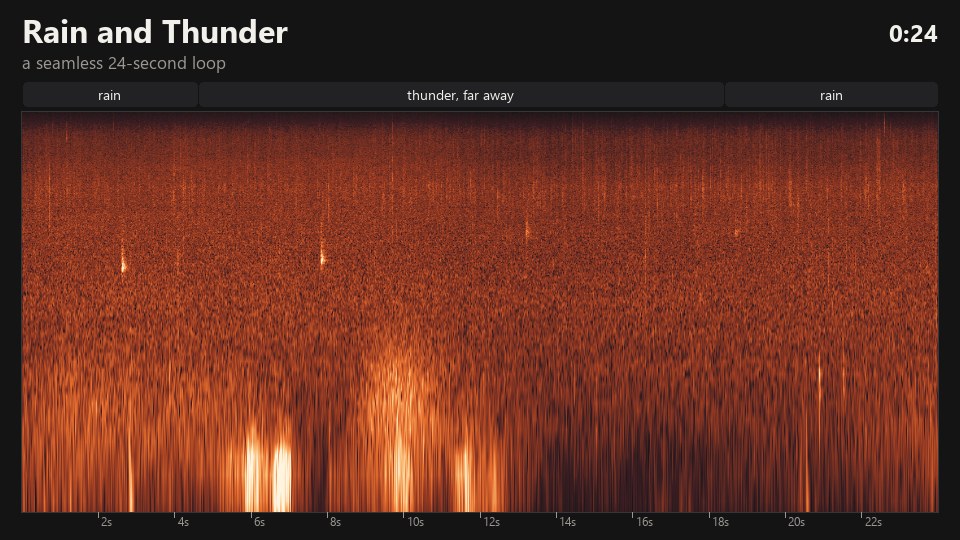 Rain and Thunder
0:24
a seamless 24-second loop
rain
thunder, far away
rain
2s
4s
6s
8s
10s
12s
14s
16s
18s
20s
22s